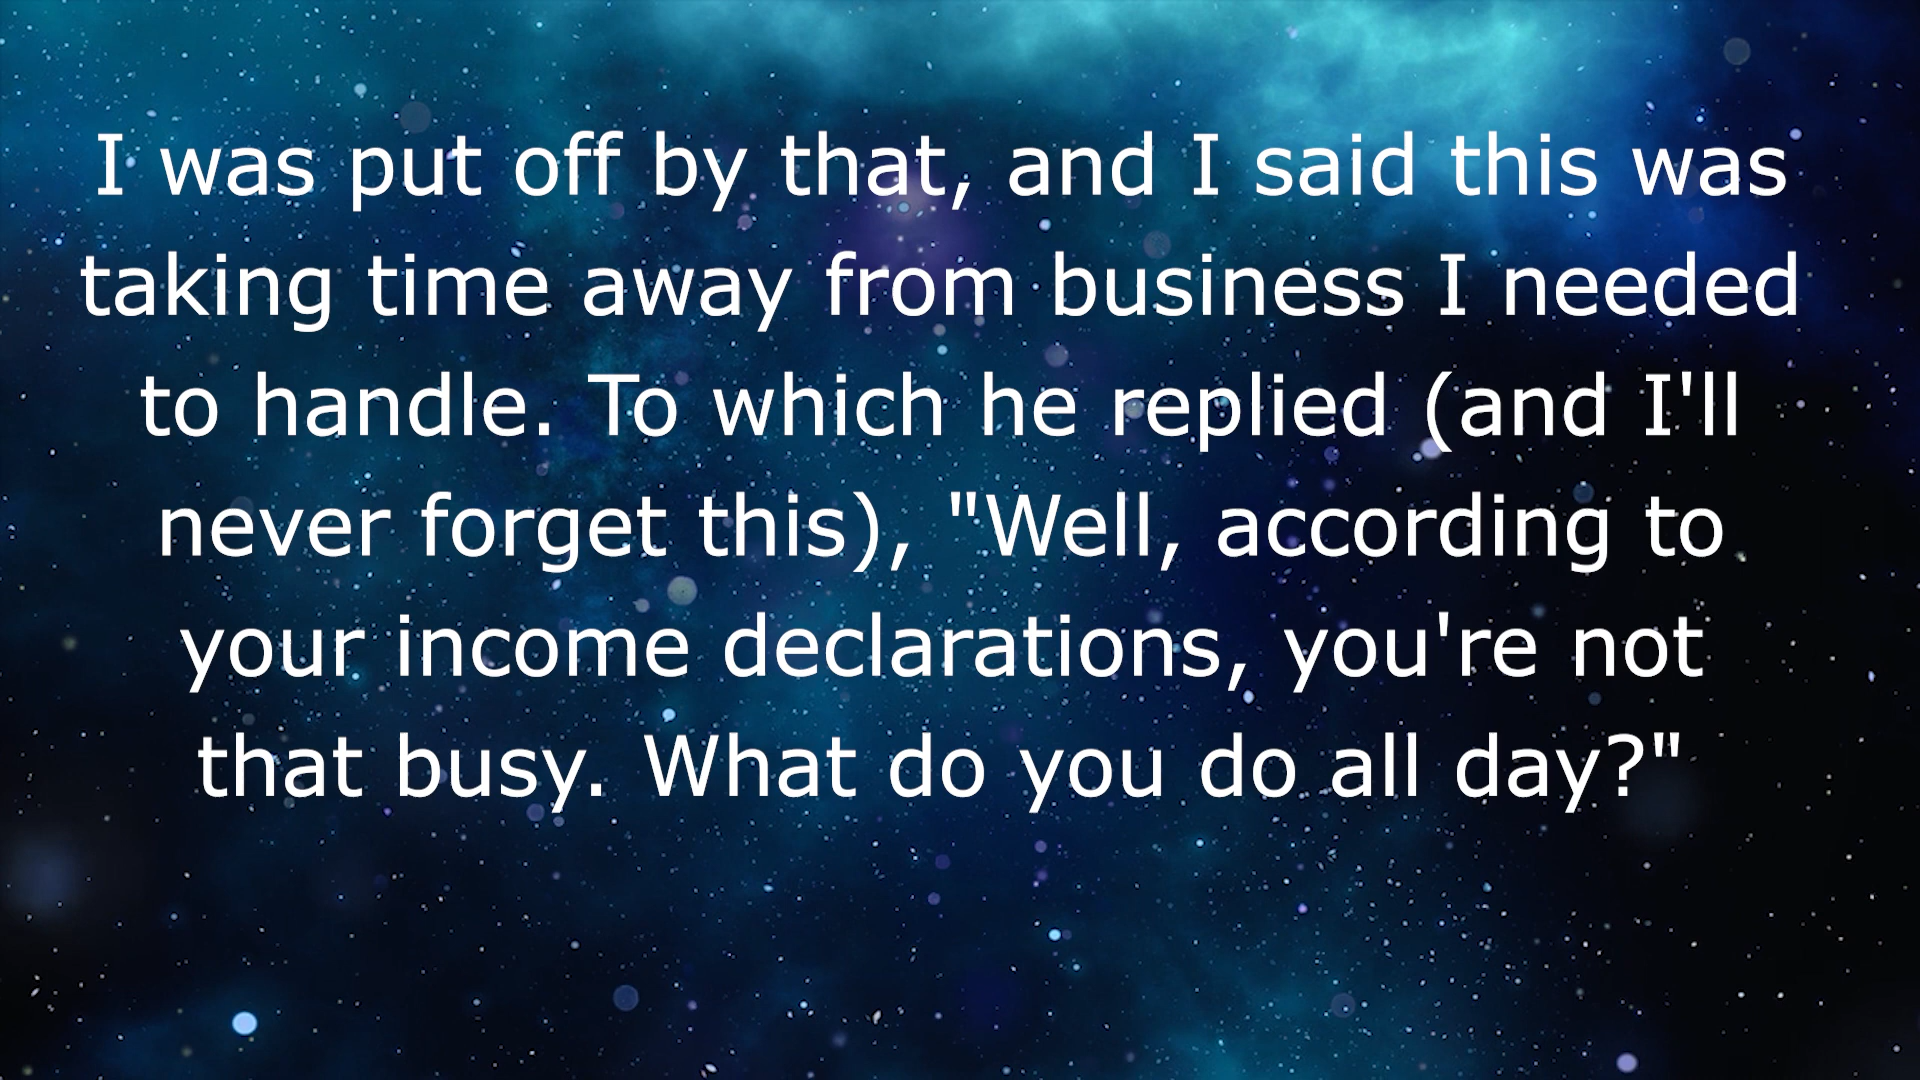 I was put off by that, and I said this was
taking time away from business I needed
to handle. To which he replied (and I'll
never forget this), "Well, according to
your income declarations, you're not
that busy. What do you do all day?"